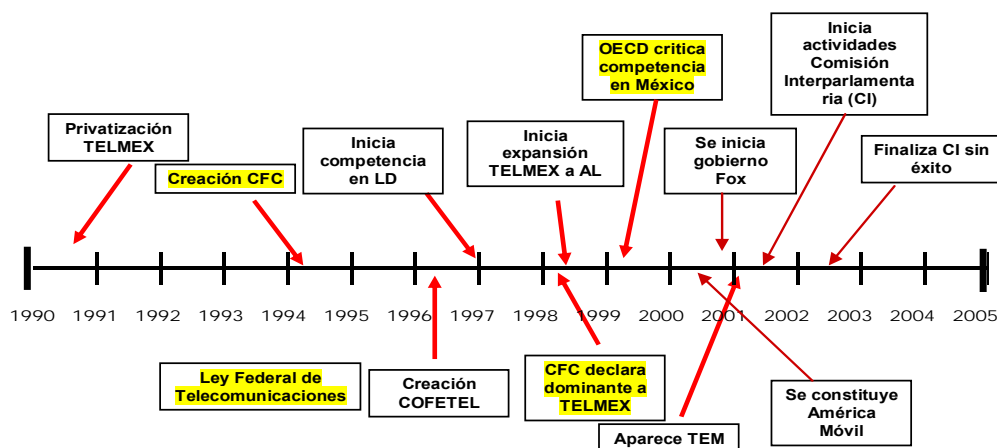 OECD critica
competencia
en México
Inicia
actividades
Comisión
Interparlamenta
ria (CI)
Privatización
TELMEX
Creación CFC
Inicia
competencia
en LD
Inicia
expansión
TELMEX a AL
Se inicia
gobierno
Fox
Finaliza CI sin
éxito
1990 1991 1992 1993 1994 1995 1996 1997 1998 1999 2000 2001 2002 2003 2004 2005
Ley Federal de
Telecomunicaciones
Creación
COFETEL
CFC declara
dominante a
TELMEX
Aparece TEM
Se constituye
América
Móvil